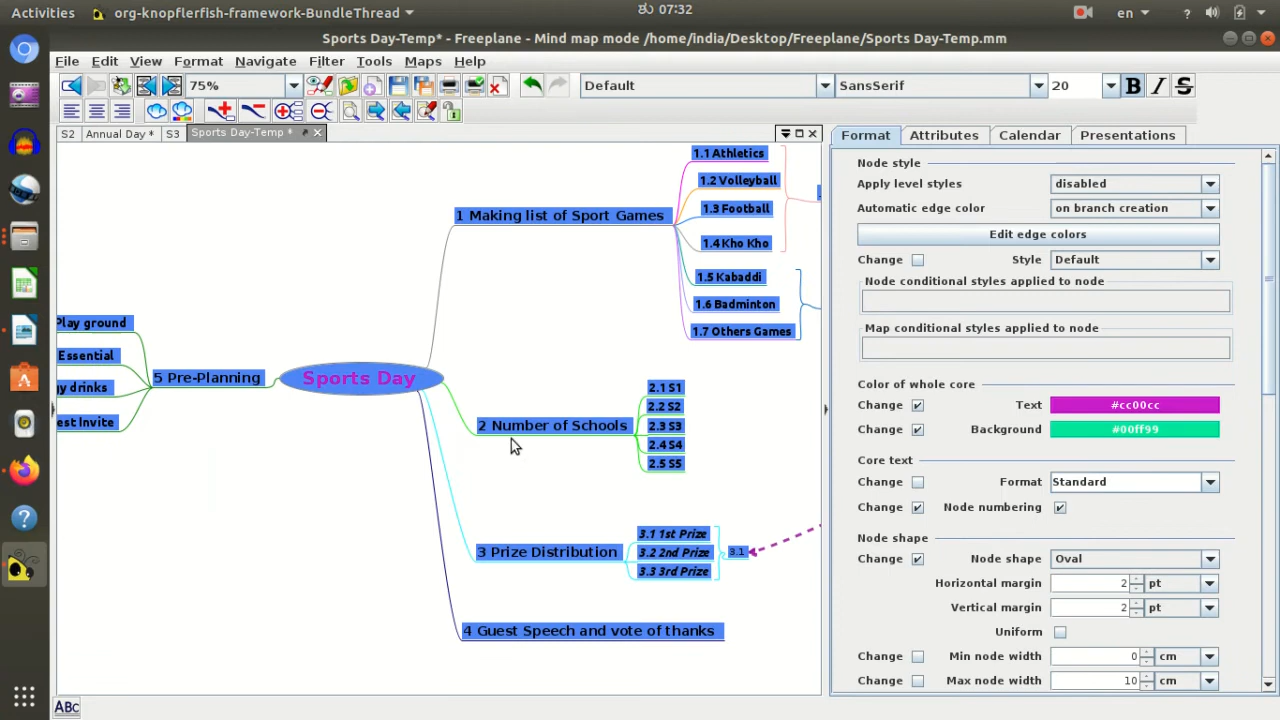 Activities
org-knopflerfish-framework-BundleThread
07:32
en
Sports Day-Temp* - Freeplane - Mind map mode /home/india/Desktop/Freeplane/Sports Day-Temp.mm
File Edit View Format Navigate Filter Tools Maps Help
75%
Default
SansSerif
20
B I S
S2
Annual Day *
S3
Sports Day-Temp *
Format
Attributes
Calendar
Presentations
1.1 Athletics
1.2 Volleyball
1.3 Football
1.4 Kho Kho
1 Making list of Sport Games
1.5 Kabaddi
1.6 Badminton
1.7 Others Games
Play ground
Essential
gy drinks
est Invite
5 Pre-Planning
Sports Day
2.1 S1
2.2 S2
2 Number of Schools
2.3 S3
2.4 S4
2.5 S5
3.1 1st Prize
3 Prize Distribution
3.2 2nd Prize
3.3 3rd Prize
3.1
4 Guest Speech and vote of thanks
ABc
Node style
Apply level styles disabled
Automatic edge color on branch creation
Edit edge colors
Change Style Default
Node conditional styles applied to node
Map conditional styles applied to node
Color of whole core
Change Text #cc00cc
Change Background #00ff99
Core text
Change Format Standard
Change Node numbering
Node shape
Change Node shape Oval
Horizontal margin 2 pt
Vertical margin 2 pt
Uniform
Change Min node width 0 cm
Change Max node width 10 cm